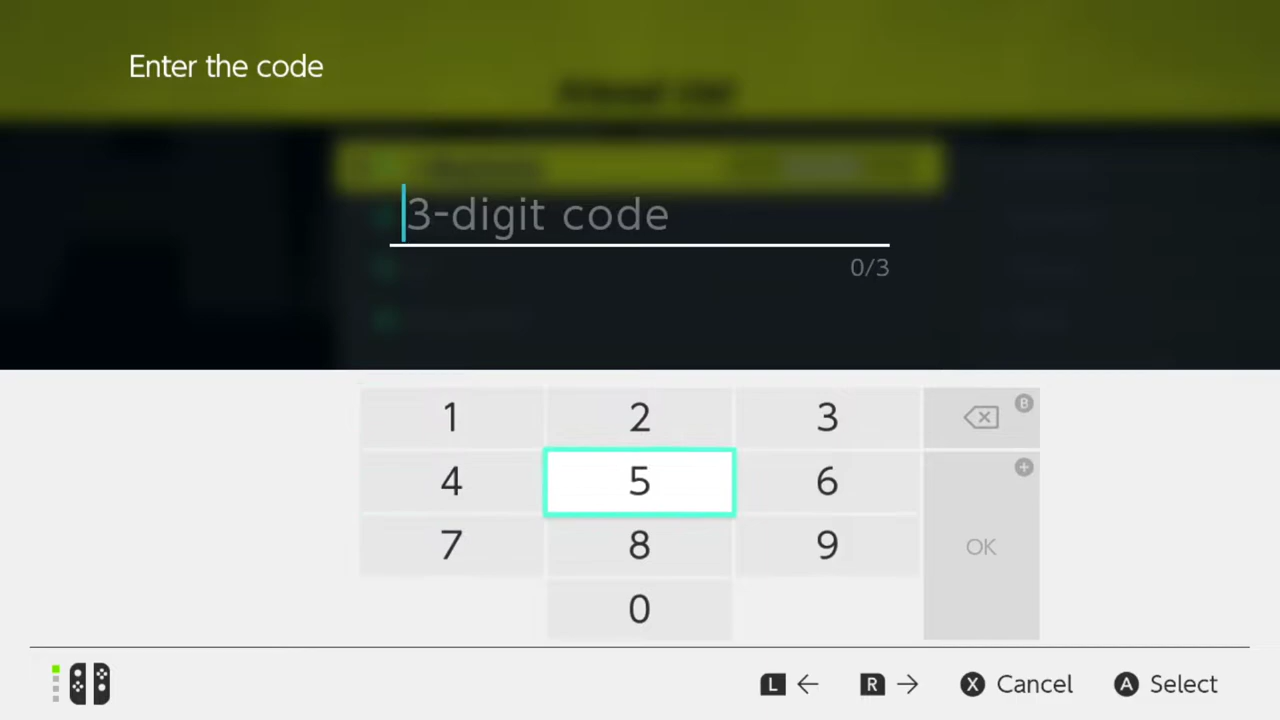 Enter the code
3-digit code
0/3
1 2 3 B
4 5 6 +
7 8 9 OK
0
L ← R → X Cancel A Select